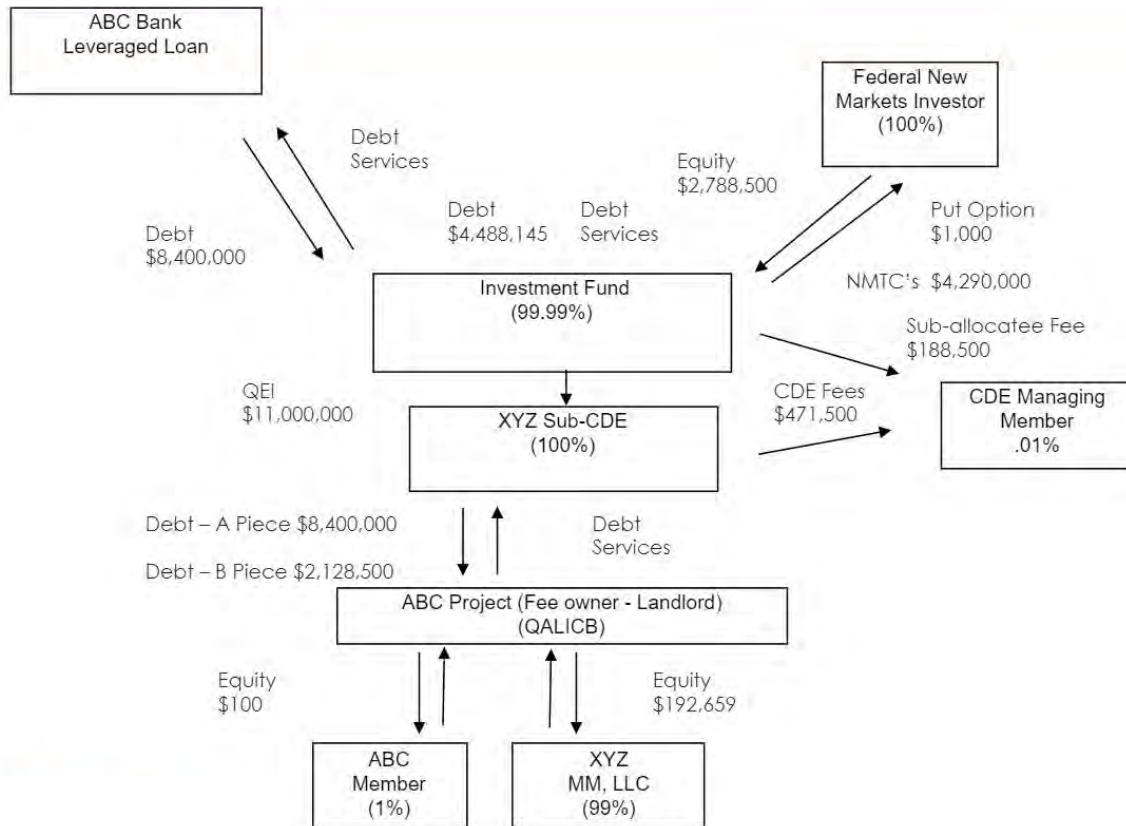 ABC Bank
Leveraged Loan
Federal New
Markets Investor
(100%)
Debt
Services
Equity
$2,788,500
Debt
$8,400,000
Debt
$4,488,145
Debt
Services
Put Option
$1,000
NMTC's $4,290,000
Investment Fund
(99.99%)
Sub-allocatee Fee
$188,500
QEI
$11,000,000
XYZ Sub-CDE
(100%)
CDE Fees
$471,500
CDE Managing
Member
.01%
Debt – A Piece $8,400,000
Debt – B Piece $2,128,500
Debt
Services
ABC Project (Fee owner - Landlord)
(QALICB)
Equity
$100
Equity
$192,659
ABC
Member
(1%)
XYZ
MM, LLC
(99%)